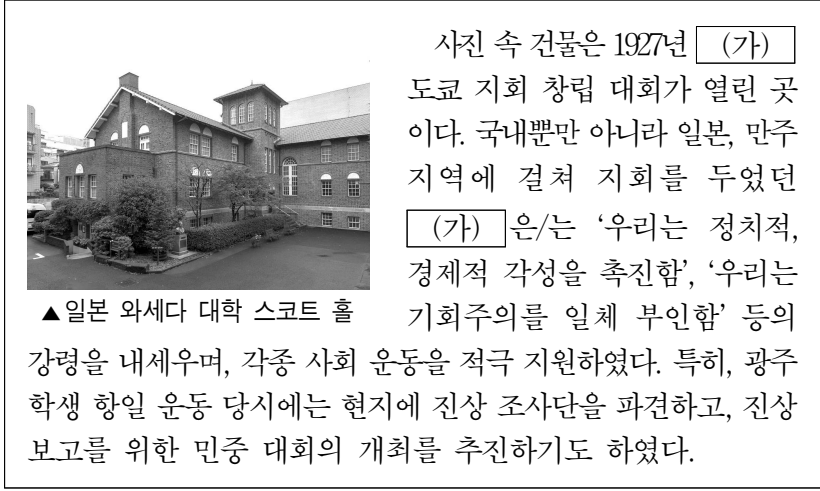 사진 속 건물은 1927년 (가)
도쿄 지회 창립 대회가 열린 곳
이다. 국내뿐만 아니라 일본, 만주
지역에 걸쳐 지회를 두었던
(가) 은/는 ‘우리는 정치적,
경제적 각성을 촉진함’, ‘우리는
▲일본 와세다 대학 스코트 홀
기회주의를 일체 부인함’ 등의
강령을 내세우며, 각종 사회 운동을 적극 지원하였다. 특히, 광주
학생 항일 운동 당시에는 현지에 진상 조사단을 파견하고, 진상
보고를 위한 민중 대회의 개최를 추진하기도 하였다.